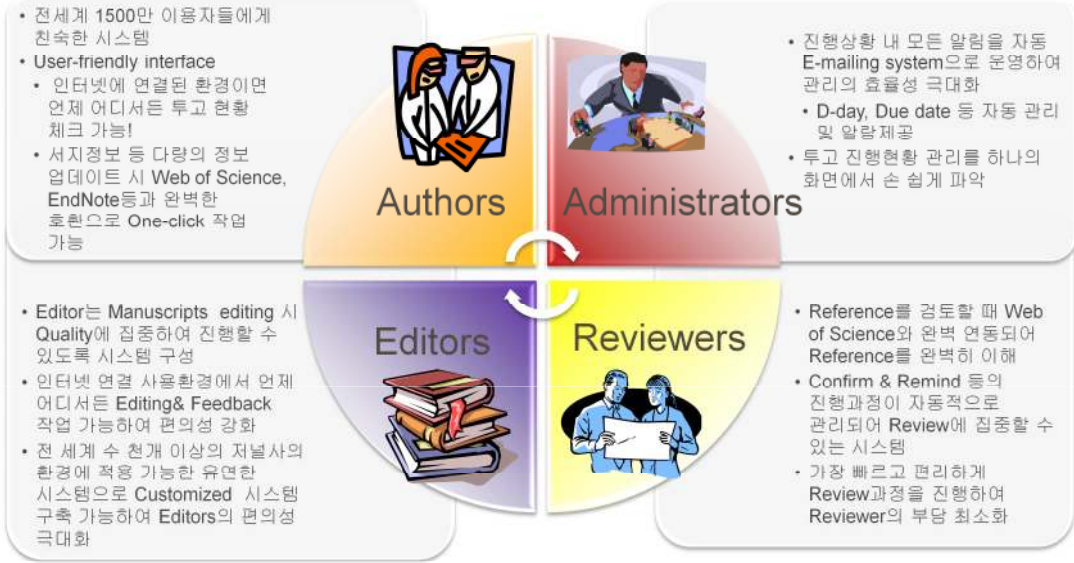 • 전세계 1500만 이용자들에게
친숙한 시스템
• User-friendly interface
• 인터넷에 연결된 환경이면
언제 어디서든 투고 현황
체크 가능!
• 서지정보 등 다량의 정보
업데이트 시 Web of Science,
EndNote등과 완벽한
호환으로 One-click 작업
가능
Authors
Administrators
• 진행상황 내 모든 알림을 자동
E-mailing system으로 운영하여
관리의 효율성 극대화
• D-day, Due date 등 자동 관리
및 알람제공
• 투고 진행현황 관리를 하나의
화면에서 손 쉽게 파악
• Editor는 Manuscripts editing 시
Quality에 집중하여 진행할 수
있도록 시스템 구성
• 인터넷 연결 사용환경에서 언제
어디서든 Editing& Feedback
작업 가능하여 편의성 강화
• 전 세계 수 천개 이상의 저널사의
환경에 적용 가능한 유연한
시스템으로 Customized 시스템
구축 가능하여 Editors의 편의성
극대화
Editors
Reviewers
• Reference를 검토할 때 Web
of Science와 완벽 연동되어
Reference를 완벽히 이해
• Confirm & Remind 등의
진행과정이 자동적으로
관리되어 Review에 집중할 수
있는 시스템
- 가장 빠르고 편리하게
Review과정을 진행하여
Reviewer의 부담 최소화